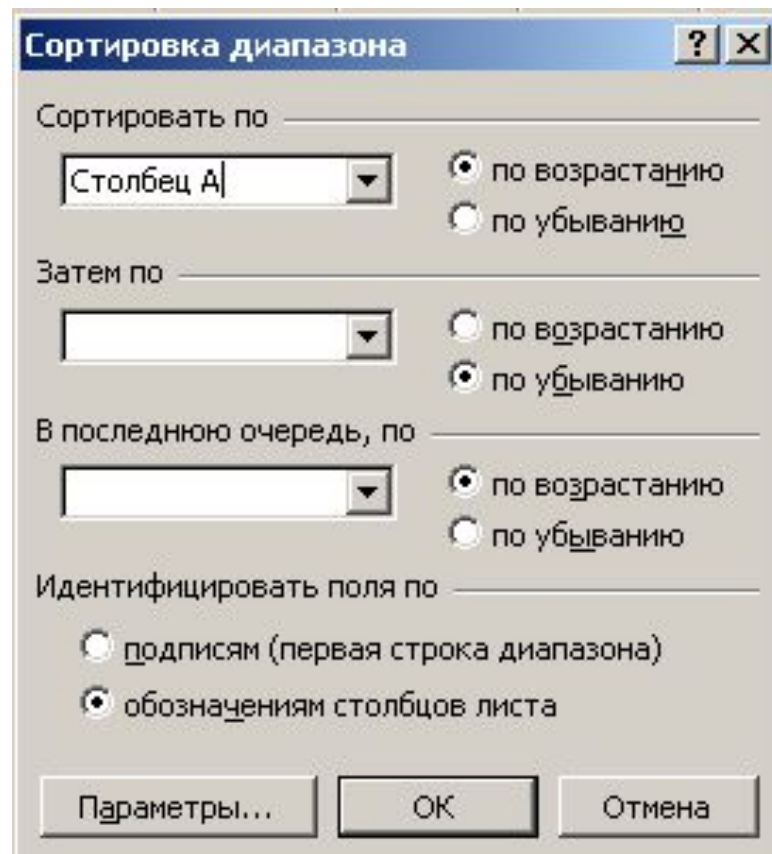 Сортировка диапазона
Сортировать по
Столбец А
по возрастанию
по убыванию
Затем по
по возрастанию
по убыванию
В последнюю очередь, по
по возрастанию
по убыванию
Идентифицировать поля по
подписям (первая строка диапазона)
обозначениям столбцов листа
Параметры... ОК Отмена